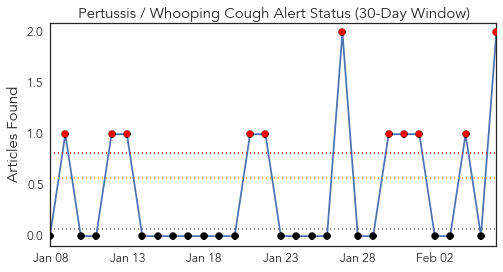 Pertussis / Whooping Cough Alert Status (30-Day Window)
Articles Found
2.0
1.5
1.0
0.5
0.0
Jan 08 Jan 13 Jan 18 Jan 23 Jan 28 Feb 02